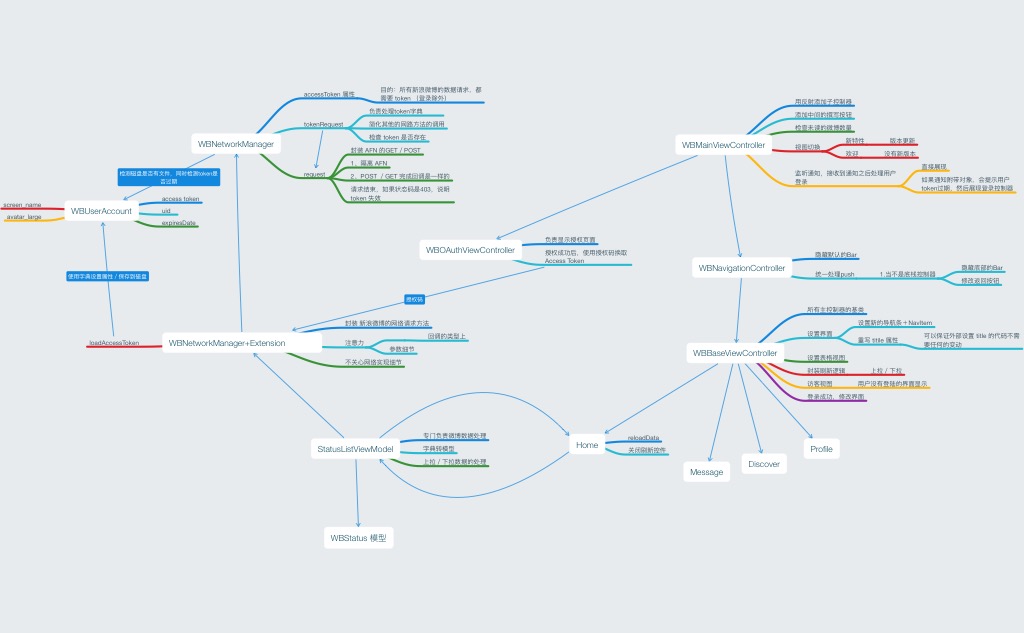 WBNetworkManager
accessToken 属性
目的：所有新浪微博的数据请求，都
需要 token （登录除外）
tokenRequest
负责处理token字典
简化其他的网路方法的调用
检查 token 是否存在
request
封装 AFN 的GET / POST
1、隔离 AFN
2、POST / GET 完成回调是一样的
请求结束，如果状态码是403，说明
token 失效
检测磁盘是否有文件，同时检测token是
否过期
WBUserAccount
screen_name
avatar_large
access token
uid
expiresDate
使用字典设置属性 / 保存到磁盘
loadAccessToken
WBNetworkManager+Extension
封装 新浪微博的网络请求方法
注意力
回调的类型上
参数细节
不关心网络实现细节
WBOAuthViewController
负责显示授权页面
授权成功后，使用授权码换取
Access Token
授权码
WBMainViewController
用反射添加子控制器
添加中间的撰写按钮
检查未读的微博数量
视图切换
新特性
版本更新
欢迎
没有新版本
监听通知，接收到通知之后处理用户
登录
直接展现
如果通知附带对象，会提示用户
token过期，然后展现登录控制器
WBNavigationController
隐藏默认的Bar
统一处理push
1.当不是底栈控制器
隐藏底部的Bar
修改返回按钮
WBBaseViewController
所有主控制器的基类
设置界面
设置新的导航条＋NavItem
重写 title 属性
可以保证外部设置 title 的代码不需
要任何的变动
设置表格视图
封装刷新逻辑
上拉 / 下拉
访客视图
用户没有登陆的界面显示
登录成功，修改界面
StatusListViewModel
专门负责微博数据处理
字典转模型
上拉 / 下拉数据的处理
Home
reloadData
关闭刷新控件
Message
Discover
Profile
WBStatus 模型